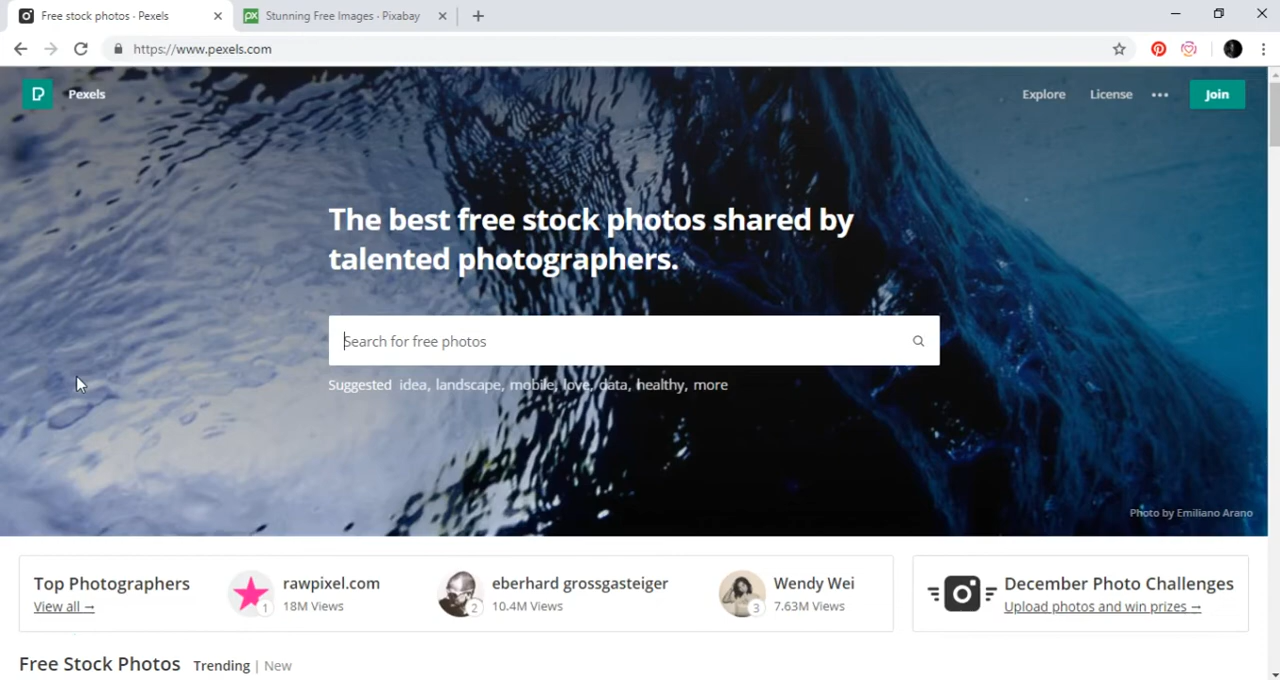 Free stock photos · Pexels
Stunning Free Images · Pixabay
https://www.pexels.com
Pexels
Explore
License
Join
The best free stock photos shared by
talented photographers.
Search for free photos
Suggested idea, landscape, mobile, love, data, healthy, more
Photo by Emiliano Arano
Top Photographers
View all →
1
rawpixel.com
18M Views
2
eberhard grossgasteiger
10.4M Views
3
Wendy Wei
7.63M Views
December Photo Challenges
Upload photos and win prizes →
Free Stock Photos Trending | New